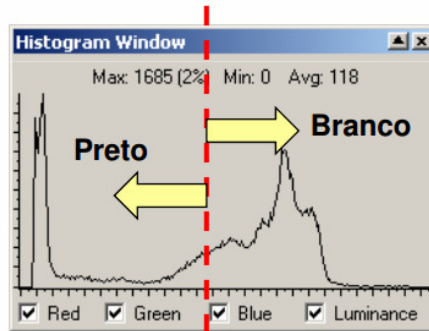 Histogram Window
Max: 1685 (2% Min: 0 Avg: 118
Branco
Preto
Red Green Blue Luminance